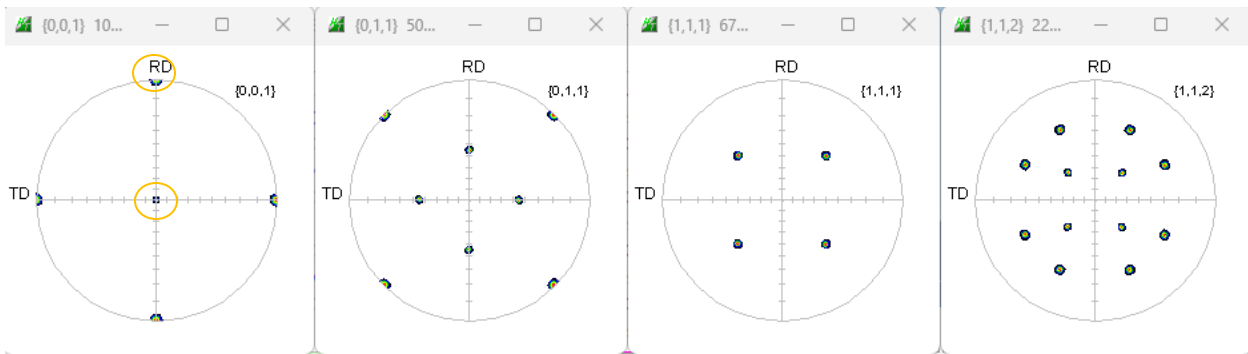 {0,0,1} 10...
RD
{0,0,1}
TD
{0,1,1} 50...
RD
{0,1,1}
TD
{1,1,1} 67...
RD
{1,1,1}
TD
{1,1,2} 22...
RD
{1,1,2}
TD